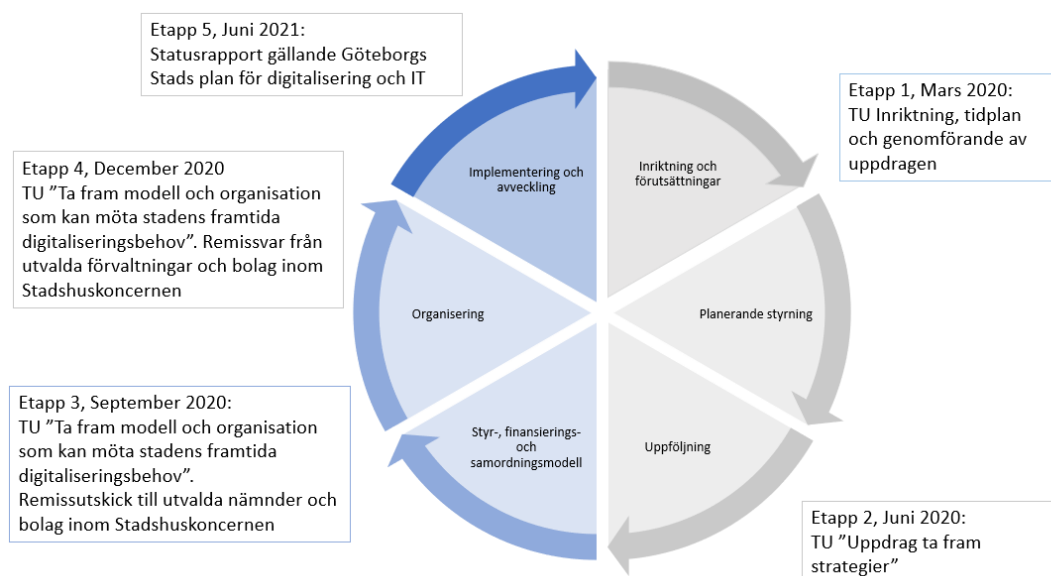 Etapp 5, Juni 2021:
Statusrapport gällande Göteborgs
Stads plan för digitalisering och IT
Etapp 1, Mars 2020:
TU Inriktning, tidplan
och genomförande av
uppdragen
Etapp 4, December 2020
TU ”Ta fram modell och organisation
som kan möta stadens framtida
digitaliseringsbehov”. Remissvar från
utvalda förvaltningar och bolag inom
Stadshuskoncernen
Implementering och
avveckling
Inriktning och
förutsättningar
Organisering
Planerande styrning
Etapp 3, September 2020:
TU ”Ta fram modell och organisation
som kan möta stadens framtida
digitaliseringsbehov”.
Remissutskick till utvalda nämnder och
bolag inom Stadshuskoncernen
Styr-, finansierings-
och
samordningsmodell
Uppföljning
Etapp 2, Juni 2020:
TU ”Uppdrag ta fram
strategier”